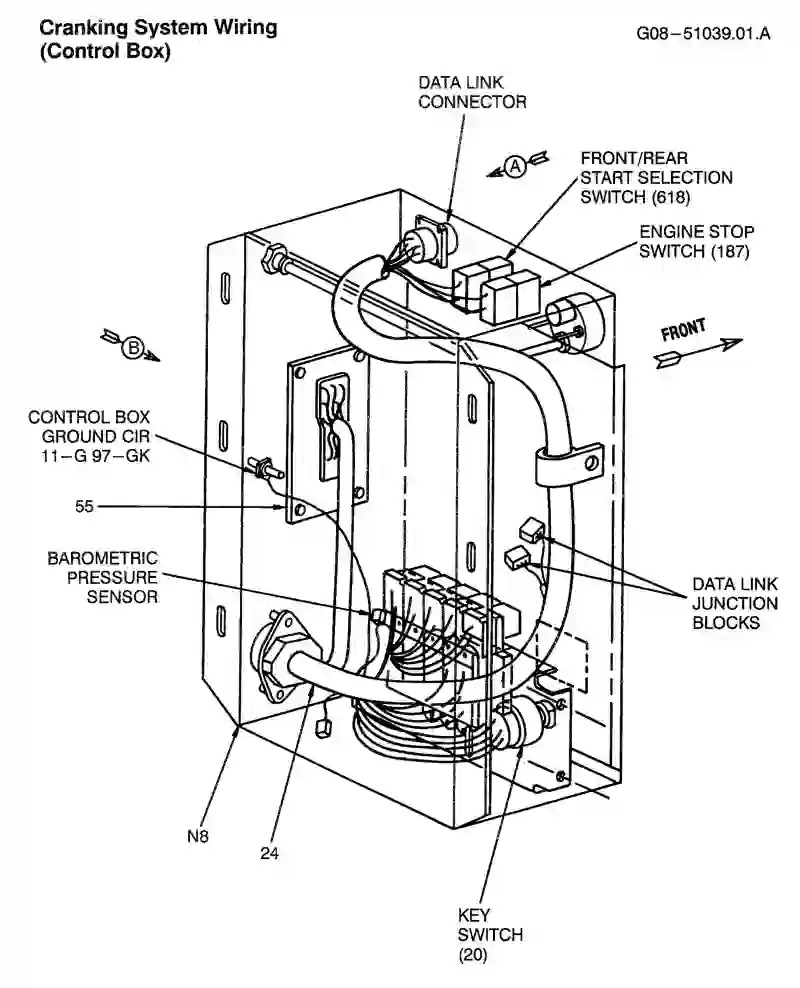 Cranking System Wiring
(Control Box)
G08-51039.01.A
DATA LINK
CONNECTOR
A
FRONT/REAR
START SELECTION
SWITCH (618)
ENGINE STOP
SWITCH (187)
FRONT
B
CONTROL BOX
GROUND CIR
11-G 97-GK
55
BAROMETRIC
PRESSURE
SENSOR
DATA LINK
JUNCTION
BLOCKS
N8
24
KEY
SWITCH
(20)